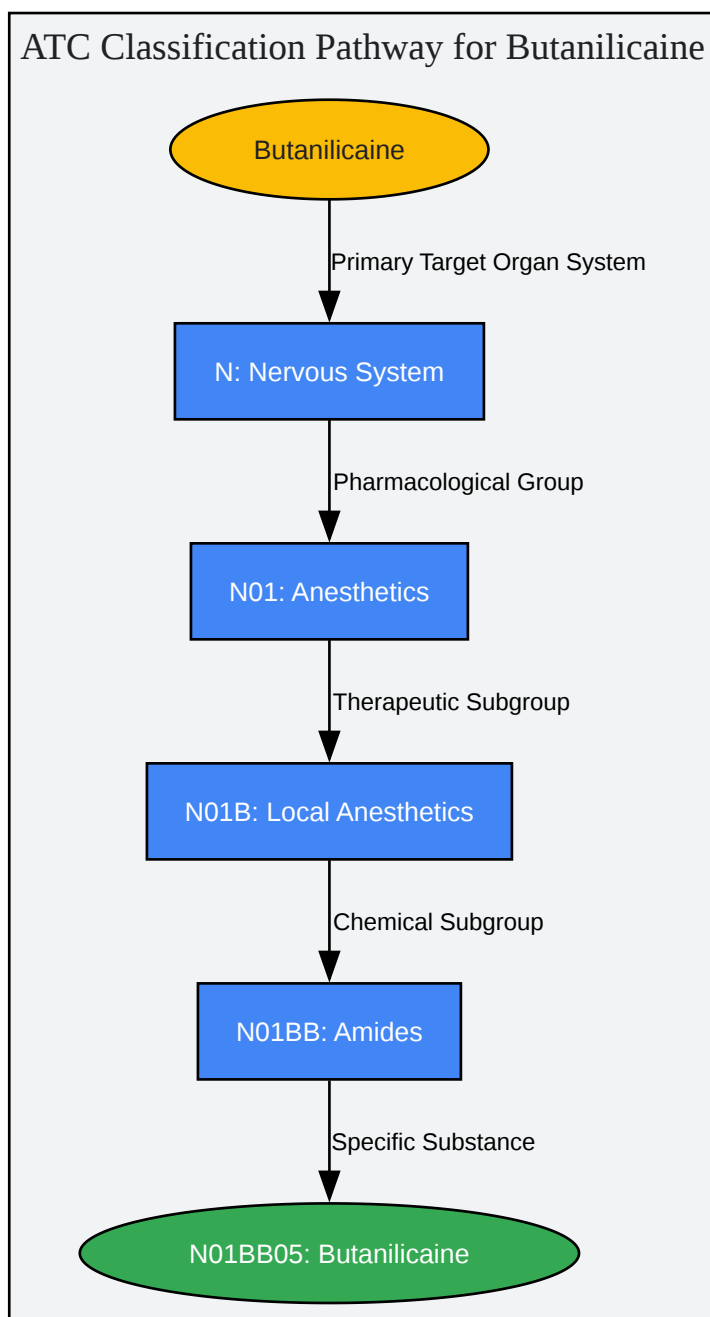 ATC Classification Pathway for Butanilicaine
Butanilicaine
Primary Target Organ System
N: Nervous System
Pharmacological Group
N01: Anesthetics
Therapeutic Subgroup
N01B: Local Anesthetics
Chemical Subgroup
N01BB: Amides
Specific Substance
N01BB05: Butanilicaine